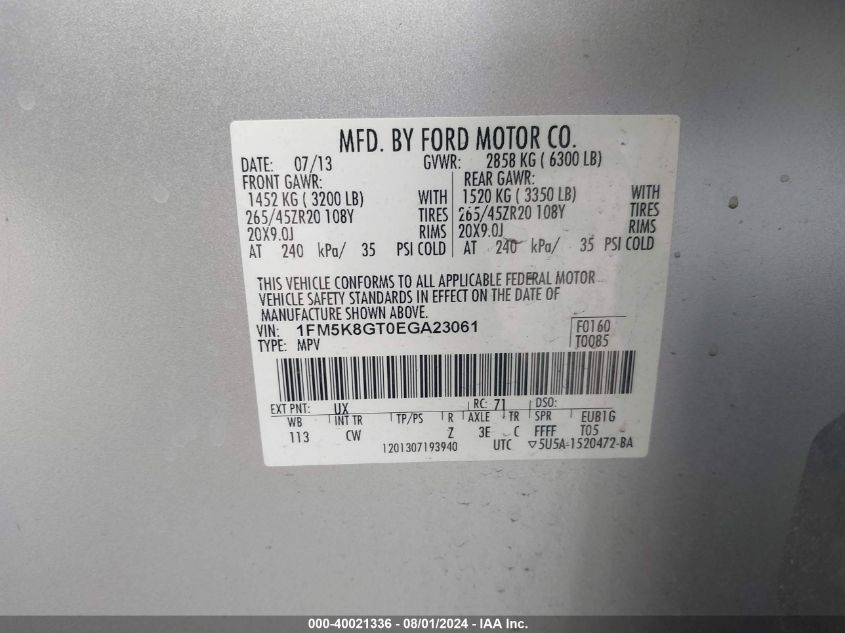 MFD. BY FORD MOTOR CO.
DATE: 07/13 GVWR: 2858 KG ( 6300 LB)
FRONT GAWR: REAR GAWR:
1452 KG ( 3200 LB) WITH 1520 KG ( 3350 LB) WITH
265/45ZR20 108Y TIRES 265/45ZR20 108Y TIRES
20X9.0J RIMS 20X9.0J RIMS
AT 240 kPa/ 35 PSI COLD AT 240 kPa/ 35 PSI COLD
THIS VEHICLE CONFORMS TO ALL APPLICABLE FEDERAL MOTOR
VEHICLE SAFETY STANDARDS IN EFFECT ON THE DATE OF
MANUFACTURE SHOWN ABOVE.
VIN: 1FM5K8GT0EGA23061 F0160
TYPE: MPV T0085
EXT PNT: UX RC: 71 DSO:
WB INT TR TP/PS R AXLE TR SPR EUB1G
113 CW Z 3E C FFFF T05
1201307193940 UTC ▽5U5A-1520472-BA
000-40021336 - 08/01/2024 - IAA Inc.